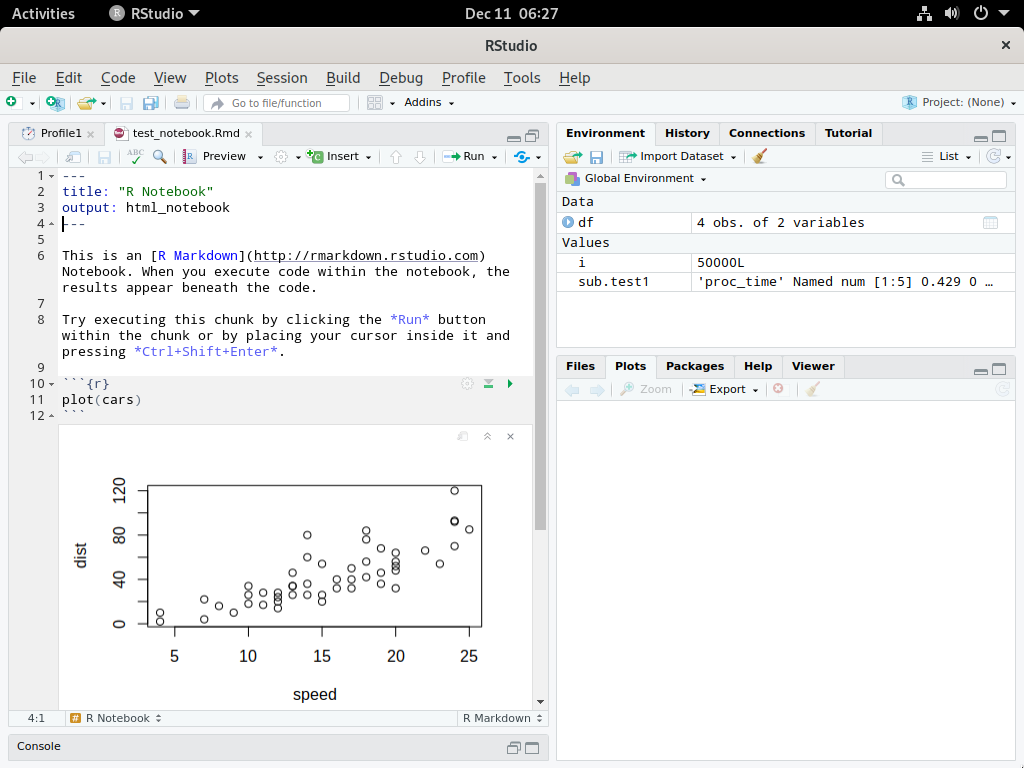 Activities RStudio Dec 11 06:27
RStudio
File Edit Code View Plots Session Build Debug Profile Tools Help
Go to file/function Addins Project: (None)
Profile1 test_notebook.Rmd
Preview Insert Run
1 ---
2 title: "R Notebook"
3 output: html_notebook
4 ---
5
6 This is an [R Markdown](http://rmarkdown.rstudio.com)
Notebook. When you execute code within the notebook, the
results appear beneath the code.
7
8 Try executing this chunk by clicking the *Run* button
within the chunk or by placing your cursor inside it and
pressing *Ctrl+Shift+Enter*.
9
10 ```{r}
11 plot(cars)
12 ```
120
80
40
0
dist
5 10 15 20 25
speed
4:1 R Notebook R Markdown
Console
Environment History Connections Tutorial
Import Dataset List
Global Environment
Data
df 4 obs. of 2 variables
Values
i 50000L
sub.test1 'proc_time' Named num [1:5] 0.429 0 …
Files Plots Packages Help Viewer
Zoom Export